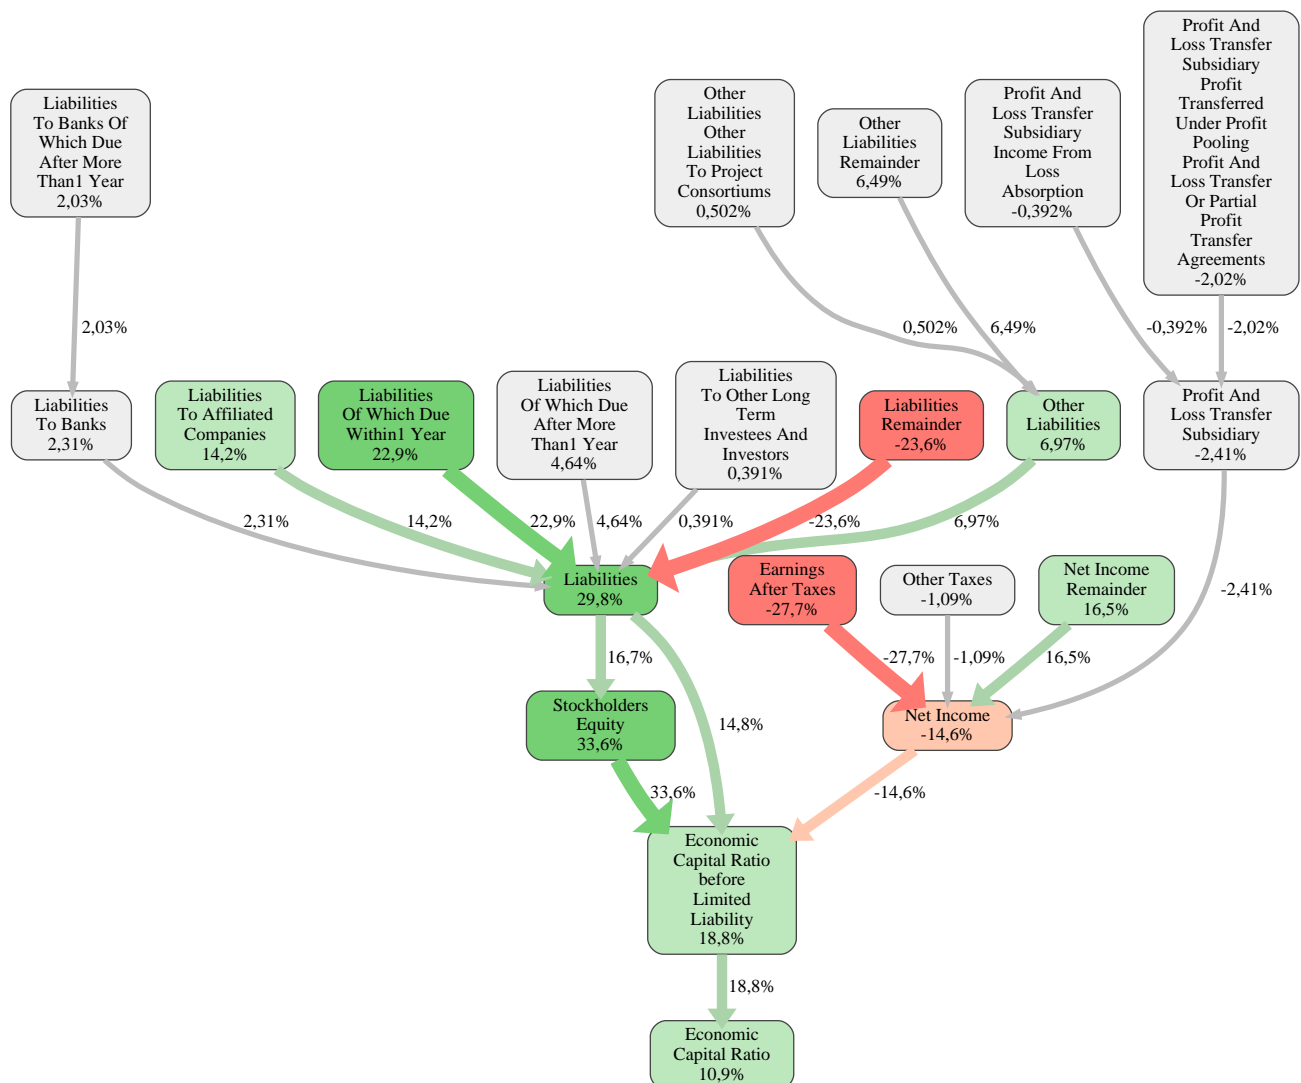 Profit And
Loss Transfer
Subsidiary
Profit
Transferred
Under Profit
Pooling
Profit And
Loss Transfer
Or Partial
Profit
Transfer
Agreements
-2,02%
Liabilities
To Banks Of
Which Due
After More
Than1 Year
2,03%
Other
Liabilities
Other
Liabilities
To Project
Consortiums
0,502%
Other
Liabilities
Remainder
6,49%
Profit And
Loss Transfer
Subsidiary
Income From
Loss
Absorption
-0,392%
2,03%
0,502%
6,49%
-0,392%
-2,02%
Liabilities
To Banks
2,31%
Liabilities
To Affiliated
Companies
14,2%
Liabilities
Of Which Due
Within1 Year
22,9%
Liabilities
Of Which Due
After More
Than1 Year
4,64%
Liabilities
To Other Long
Term
Investees And
Investors
0,391%
Liabilities
Remainder
-23,6%
Other
Liabilities
6,97%
Profit And
Loss Transfer
Subsidiary
-2,41%
2,31%
14,2%
22,9%
4,64%
0,391%
-23,6%
6,97%
-2,41%
Liabilities
29,8%
Earnings
After Taxes
-27,7%
Other Taxes
-1,09%
Net Income
Remainder
16,5%
16,7%
14,8%
-27,7%
-1,09%
16,5%
Stockholders
Equity
33,6%
Net Income
-14,6%
33,6%
-14,6%
Economic
Capital Ratio
before
Limited
Liability
18,8%
18,8%
Economic
Capital Ratio
10,9%